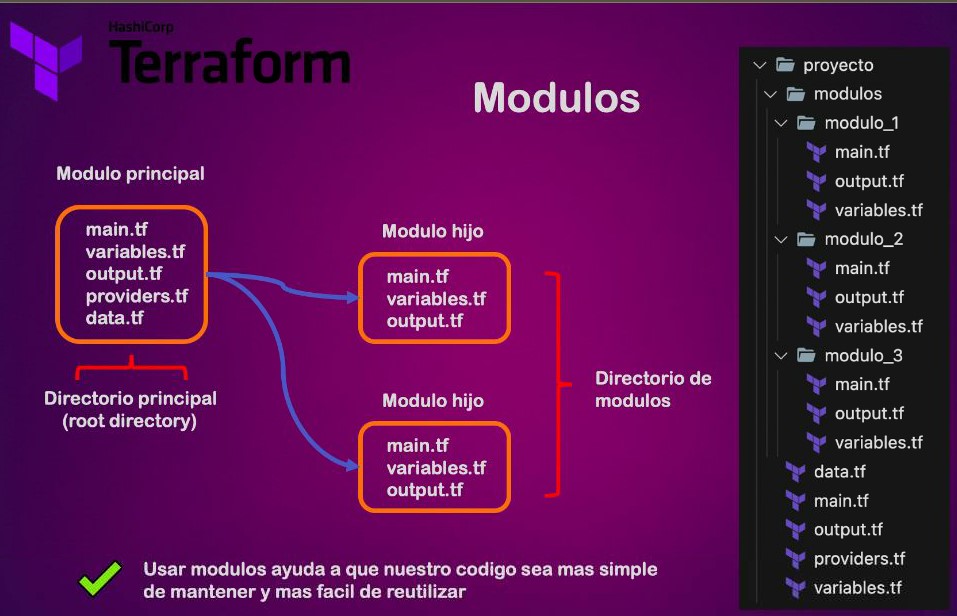 HashiCorp
Terraform
Modulos
Modulo principal
main.tf
variables.tf
output.tf
providers.tf
data.tf
Directorio principal
(root directory)
Modulo hijo
main.tf
variables.tf
output.tf
Modulo hijo
main.tf
variables.tf
output.tf
Directorio de
modulos
Usar modulos ayuda a que nuestro codigo sea mas simple
de mantener y mas facil de reutilizar
proyecto
modulos
modulo_1
main.tf
output.tf
variables.tf
modulo_2
main.tf
output.tf
variables.tf
modulo_3
main.tf
output.tf
variables.tf
data.tf
main.tf
output.tf
providers.tf
variables.tf